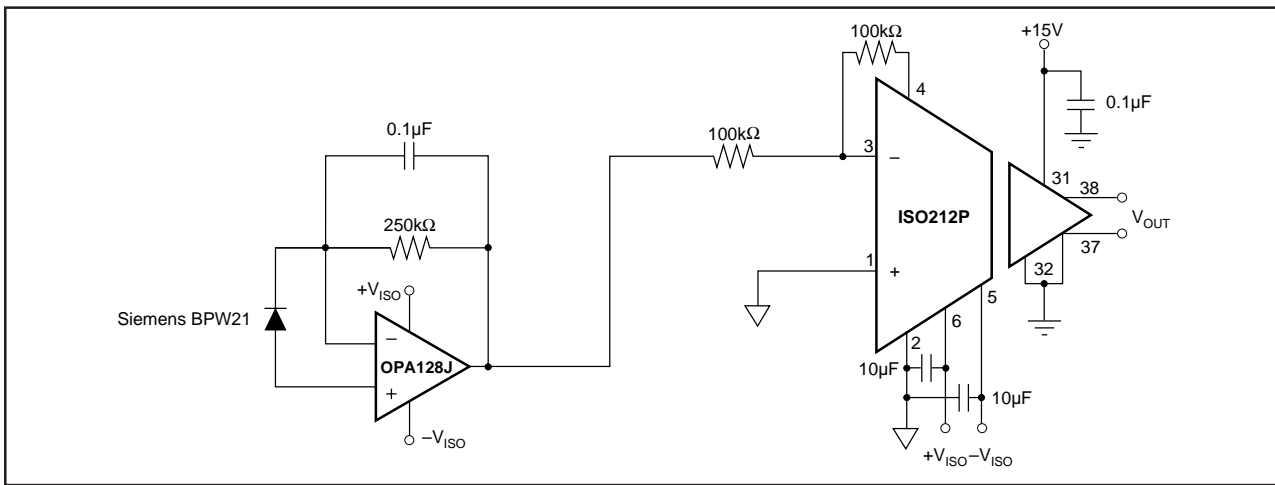 0.1µF
250kΩ
+V_ISO
Siemens BPW21
−
OPA128J
+
−V_ISO
100kΩ
100kΩ
4
3
−
ISO212P
1
+
2
6
5
10µF
10µF
+V_ISO
−V_ISO
+15V
0.1µF
31
38
V_OUT
37
32